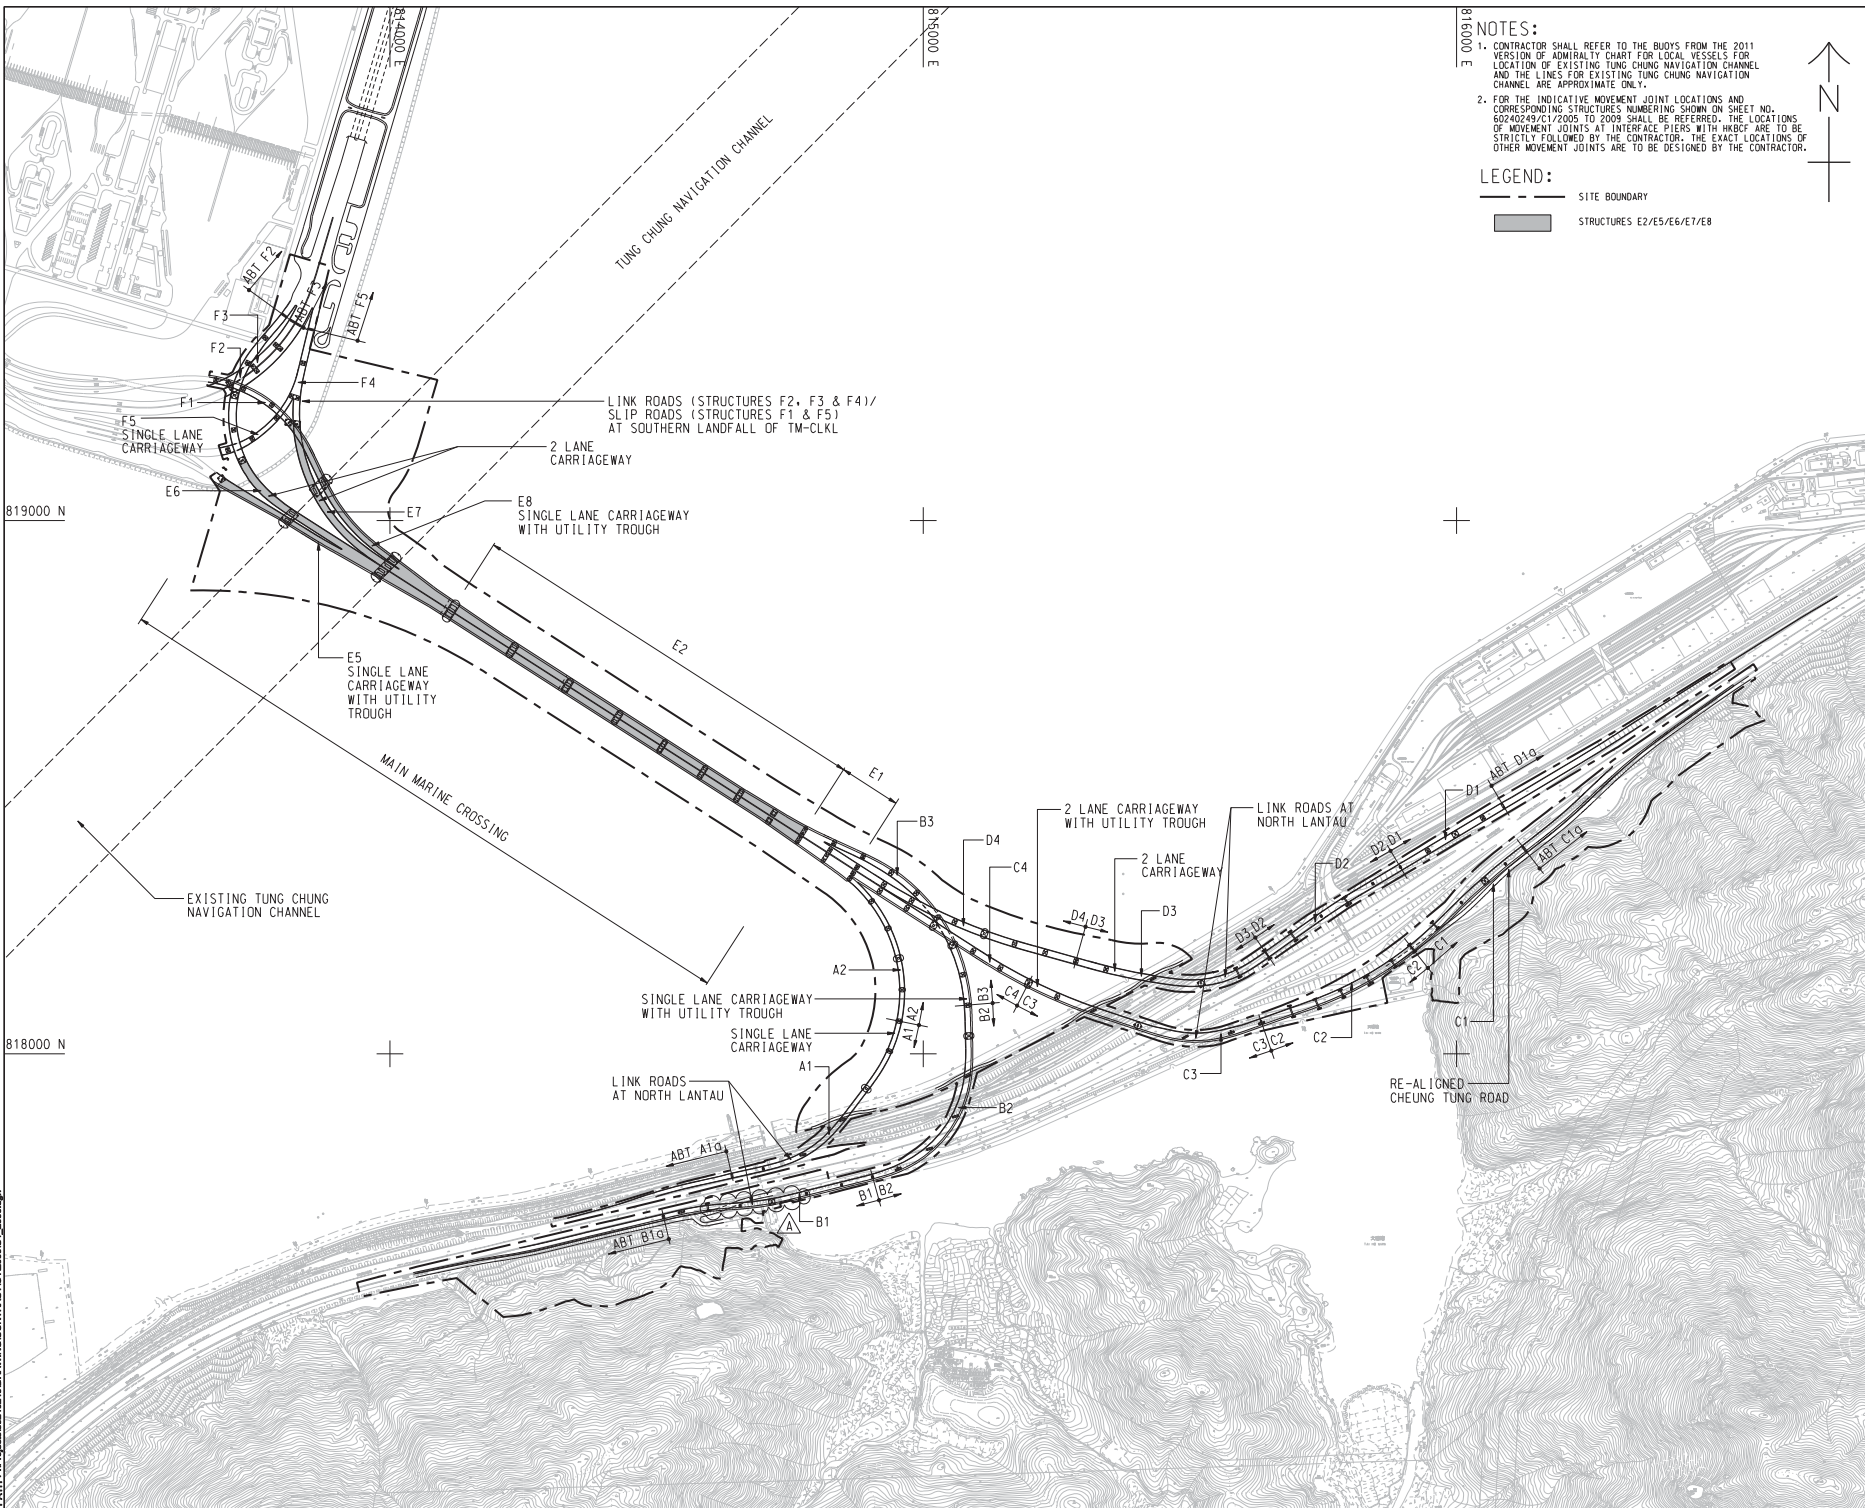 814000 E
815000 E
816000 E
NOTES:
1. CONTRACTOR SHALL REFER TO THE BUOYS FROM THE 2011
VERSION OF ADMIRALTY CHART FOR LOCAL VESSELS FOR
LOCATION OF EXISTING TUNG CHUNG NAVIGATION CHANNEL
AND THE LINES FOR EXISTING TUNG CHUNG NAVIGATION
CHANNEL ARE APPROXIMATE ONLY.
2. FOR THE INDICATIVE MOVEMENT JOINT LOCATIONS AND
CORRESPONDING STRUCTURES NUMBERING SHOWN ON SHEET NO.
60240249/C1/2005 TO 2009 SHALL BE REFERRED. THE LOCATIONS
OF MOVEMENT JOINTS AT INTERFACE PIERS WITH HKBCF ARE TO BE
STRICTLY FOLLOWED BY THE CONTRACTOR. THE EXACT LOCATIONS OF
OTHER MOVEMENT JOINTS ARE TO BE DESIGNED BY THE CONTRACTOR.
N
LEGEND:
SITE BOUNDARY
STRUCTURES E2/E5/E6/E7/E8
TUNG CHUNG NAVIGATION CHANNEL
ABT F2
ABT F3
ABT F5
F3
F2
F4
F1
LINK ROADS (STRUCTURES F2, F3 & F4)/
SLIP ROADS (STRUCTURES F1 & F5)
AT SOUTHERN LANDFALL OF TM-CLKL
F5
SINGLE LANE
CARRIAGEWAY
2 LANE
CARRIAGEWAY
E6
E7
E8
SINGLE LANE CARRIAGEWAY
WITH UTILITY TROUGH
819000 N
E2
E5
SINGLE LANE
CARRIAGEWAY
WITH UTILITY
TROUGH
MAIN MARINE CROSSING
E1
EXISTING TUNG CHUNG
NAVIGATION CHANNEL
B3
D4
C4
2 LANE CARRIAGEWAY
WITH UTILITY TROUGH
LINK ROADS AT
NORTH LANTAU
2 LANE
CARRIAGEWAY
ABT D1a
D1
D2 D1
D2
ABT C1a
D4 D3
D3
D3 D2
C2 C1
A2
SINGLE LANE CARRIAGEWAY
WITH UTILITY TROUGH
B2 B3
C4 C3
A1 A2
SINGLE LANE
CARRIAGEWAY
C1
C3 C2
C2
818000 N
A1
C3
LINK ROADS
AT NORTH LANTAU
RE-ALIGNED
CHEUNG TUNG ROAD
B2
ABT A1a
B1 B2
A
B1
ABT B1a